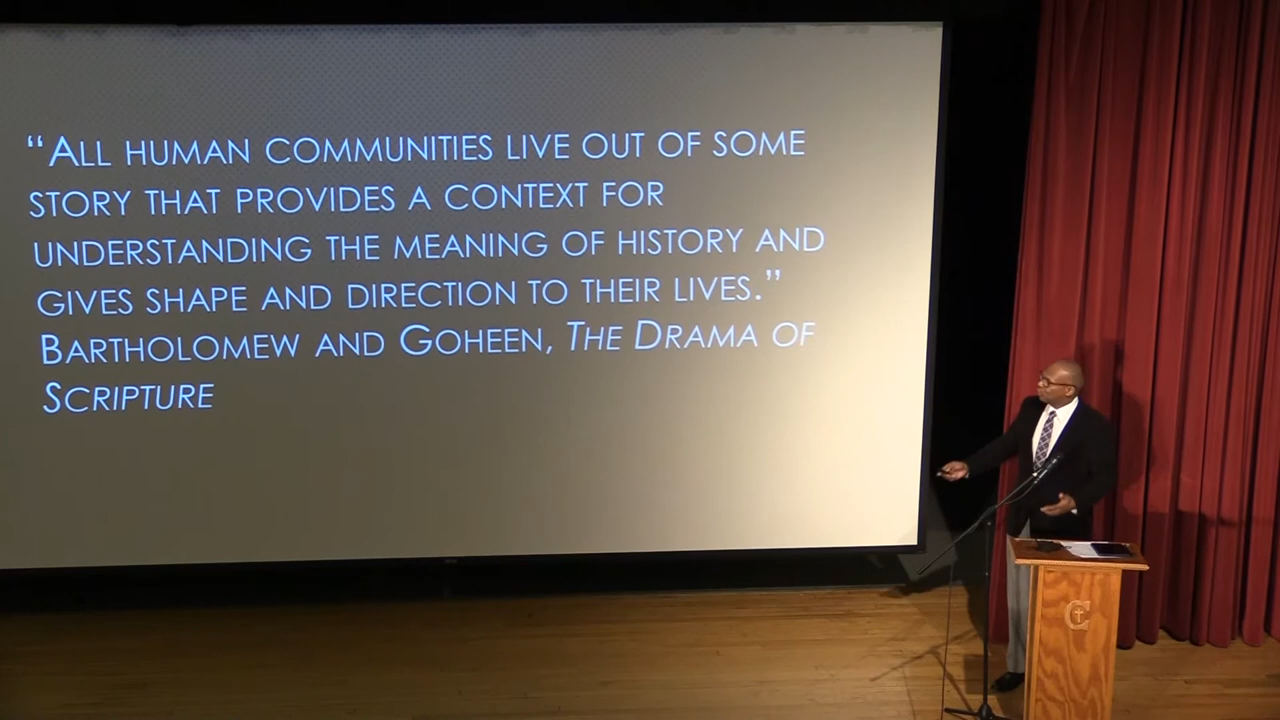 “All human communities live out of some
story that provides a context for
understanding the meaning of history and
gives shape and direction to their lives.”
Bartholomew and Goheen, The Drama of
Scripture
C